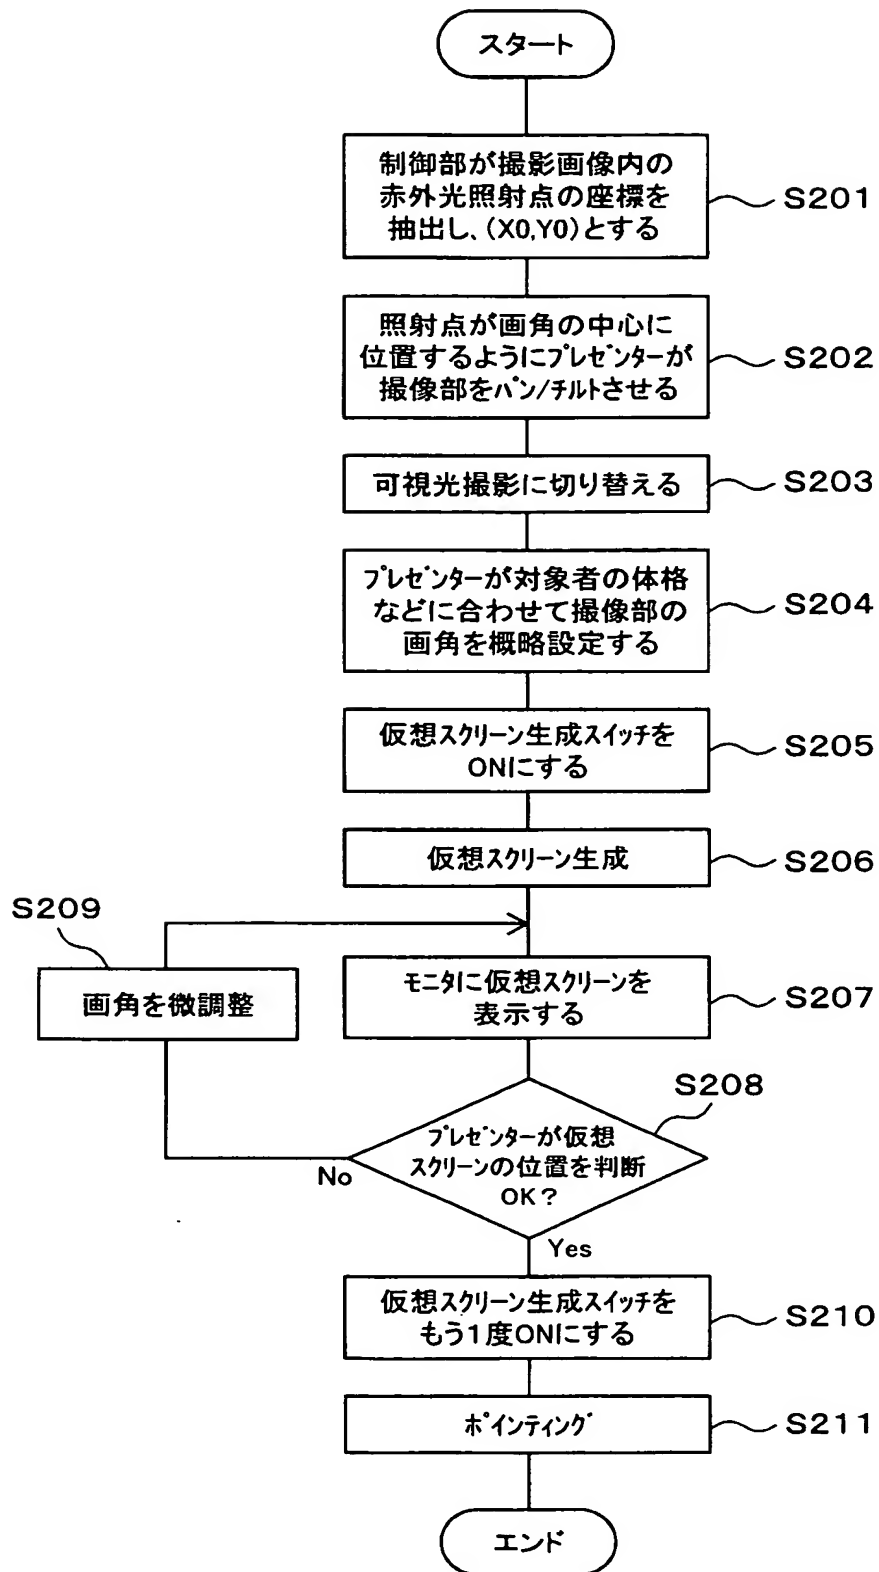 スタート
制御部が撮影画像内の
赤外光照射点の座標を
抽出し、(X0,Y0)とする
S201
照射点が画角の中心に
位置するようにプレゼンターが
撮像部をパン/チルトさせる
S202
可視光撮影に切り替える
S203
プレゼンターが対象者の体格
などに合わせて撮像部の
画角を概略設定する
S204
仮想スクリーン生成スイッチを
ONにする
S205
仮想スクリーン生成
S206
S209
画角を微調整
モニタに仮想スクリーンを
表示する
S207
S208
プレゼンターが仮想
スクリーンの位置を判断
OK?
No
Yes
仮想スクリーン生成スイッチを
もう1度ONにする
S210
ポインティング
S211
エンド